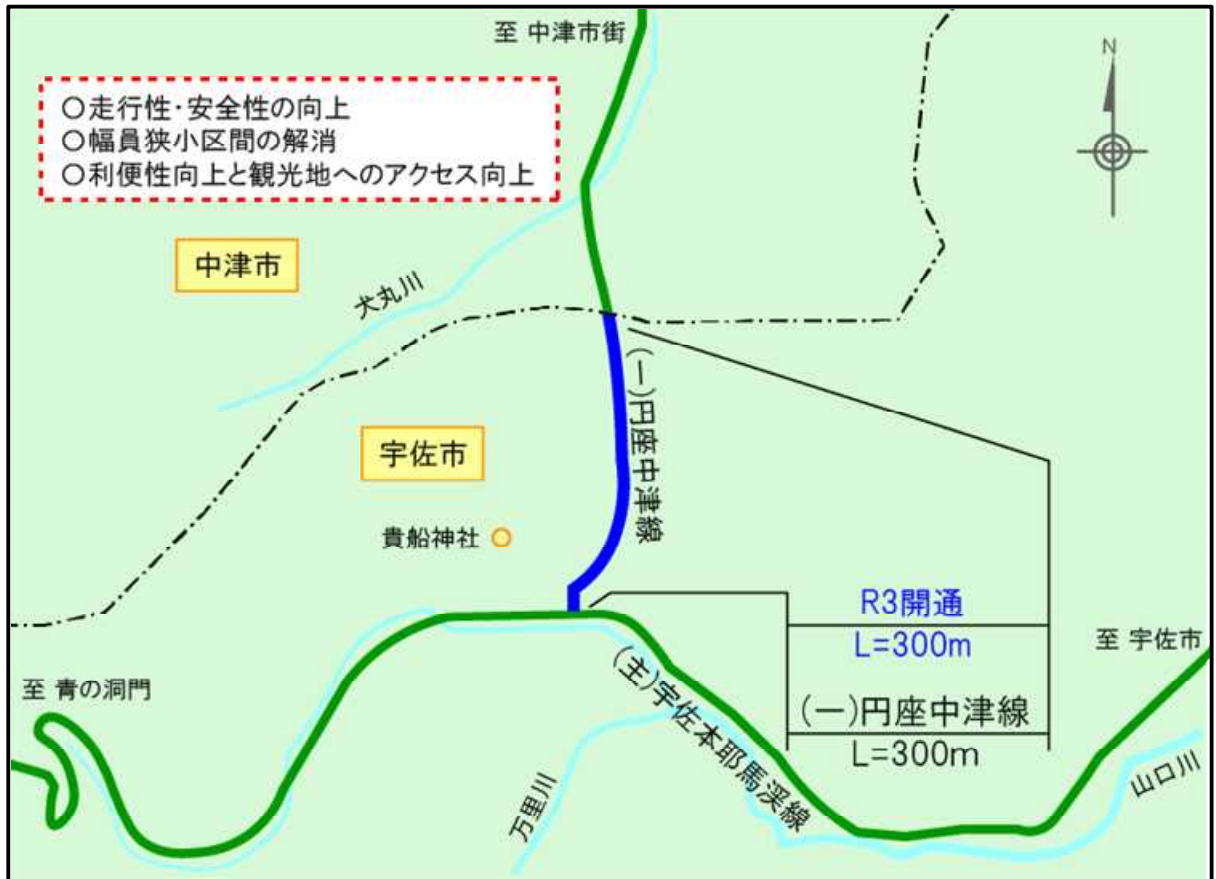 至 中津市街
N
○走行性・安全性の向上
○幅員狭小区間の解消
○利便性向上と観光地へのアクセス向上
中津市
犬丸川
(一)円座中津線
宇佐市
貴船神社
R3開通
L=300m
至 宇佐市
至 青の洞門
(主)宇佐本耶馬渓線
(一)円座中津線
L=300m
山口川
万里川